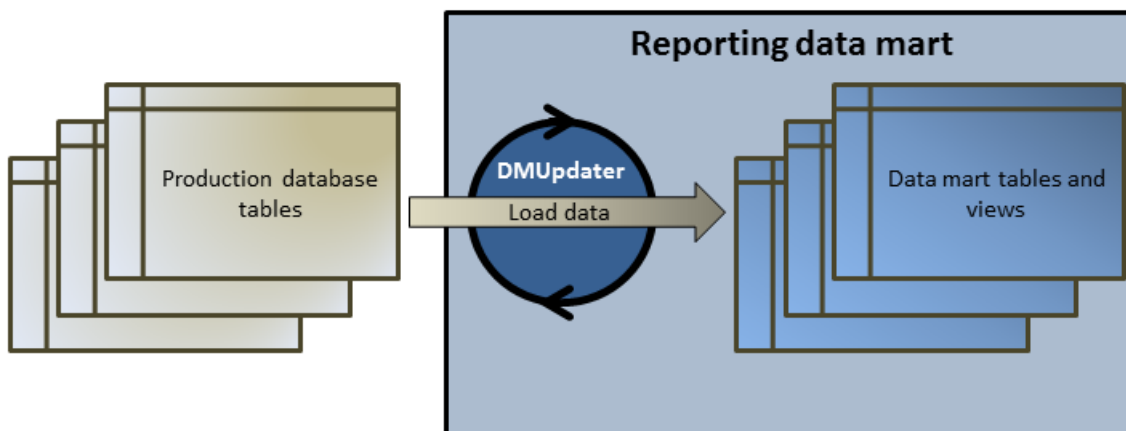 Reporting data mart
Production database
tables
DMUpdater
Load data
Data mart tables and
views